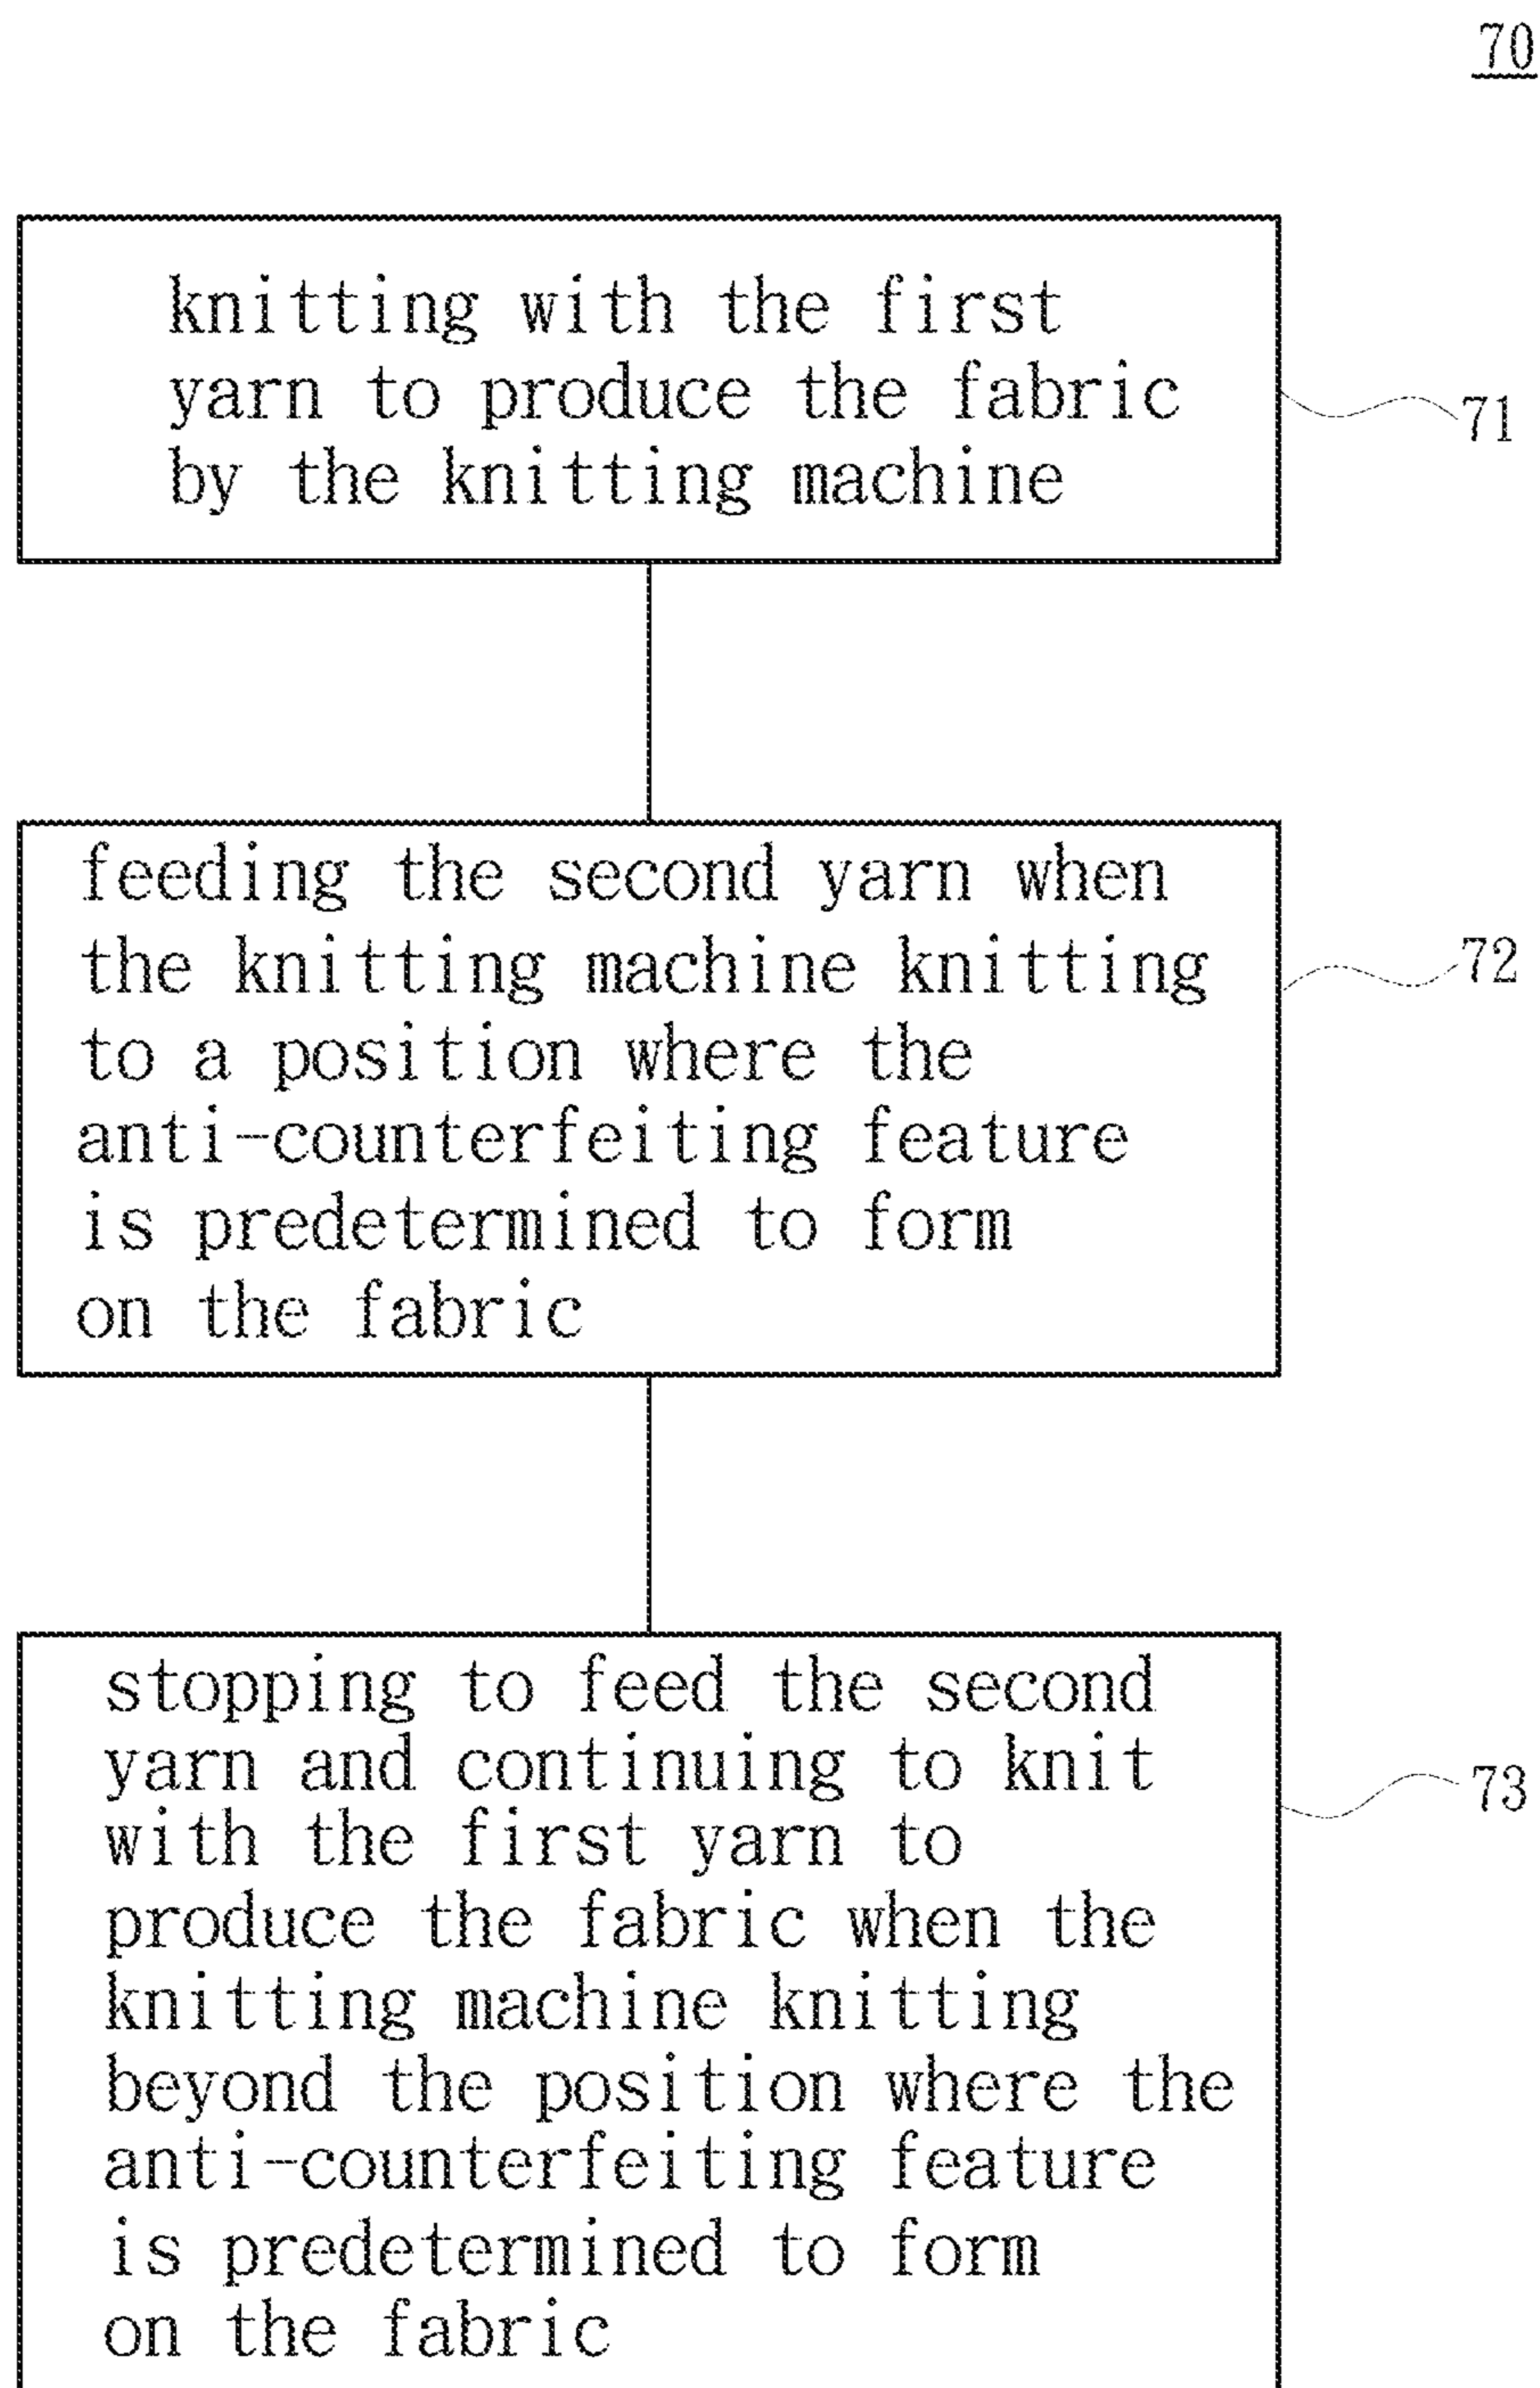 70
knitting with the first
yarn to produce the fabric
by the knitting machine
71
feeding the second yarn when
the knitting machine knitting
to a position where the
anti-counterfeiting feature
is predetermined to form
on the fabric
72
stopping to feed the second
yarn and continuing to knit
with the first yarn to
produce the fabric when the
knitting machine knitting
beyond the position where the
anti-counterfeiting feature
is predetermined to form
on the fabric
73